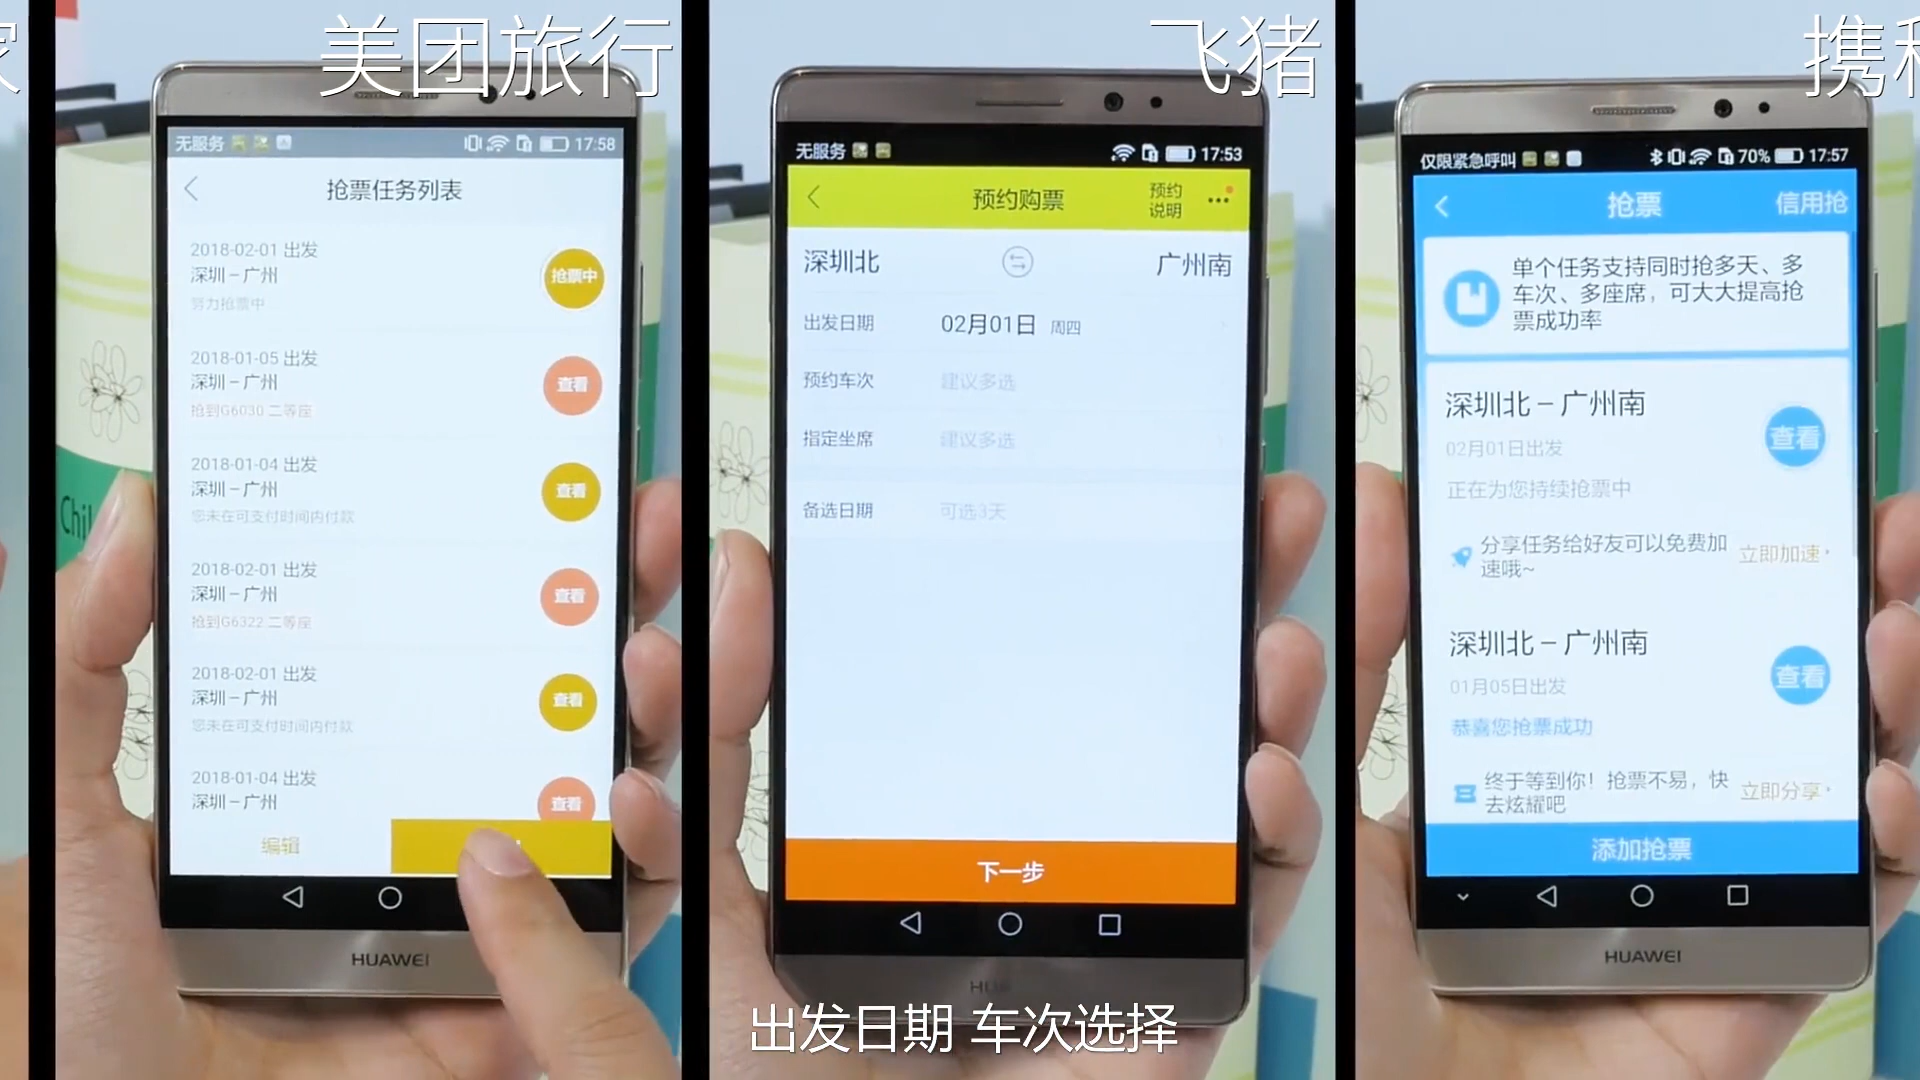 美团旅行
飞猪
携
无服务
17:58
抢票任务列表
2018-02-01 出发
深圳－广州
努力抢票中
抢票中
2018-01-05 出发
深圳－广州
抢到G6030 二等座
查看
2018-01-04 出发
深圳－广州
您未在可支付时间内付款
查看
2018-02-01 出发
深圳－广州
抢到G6322 二等座
查看
2018-02-01 出发
深圳－广州
您未在可支付时间内付款
查看
2018-01-04 出发
深圳－广州
查看
编辑
HUAWEI
Chil
无服务
17:53
预约购票
预约
说明
深圳北
广州南
出发日期 02月01日 周四
预约车次 建议多选
指定坐席 建议多选
备选日期 可选3天
下一步
仅限紧急呼叫
70%
17:57
抢票
信用抢
单个任务支持同时抢多天、多
车次、多座席，可大大提高抢
票成功率
深圳北－广州南
02月01日出发
正在为您持续抢票中
查看
分享任务给好友可以免费加
速哦~
立即加速
深圳北－广州南
01月05日出发
恭喜您抢票成功
查看
终于等到你！抢票不易，快
去炫耀吧
立即分享
添加抢票
HUAWEI
出发日期 车次选择